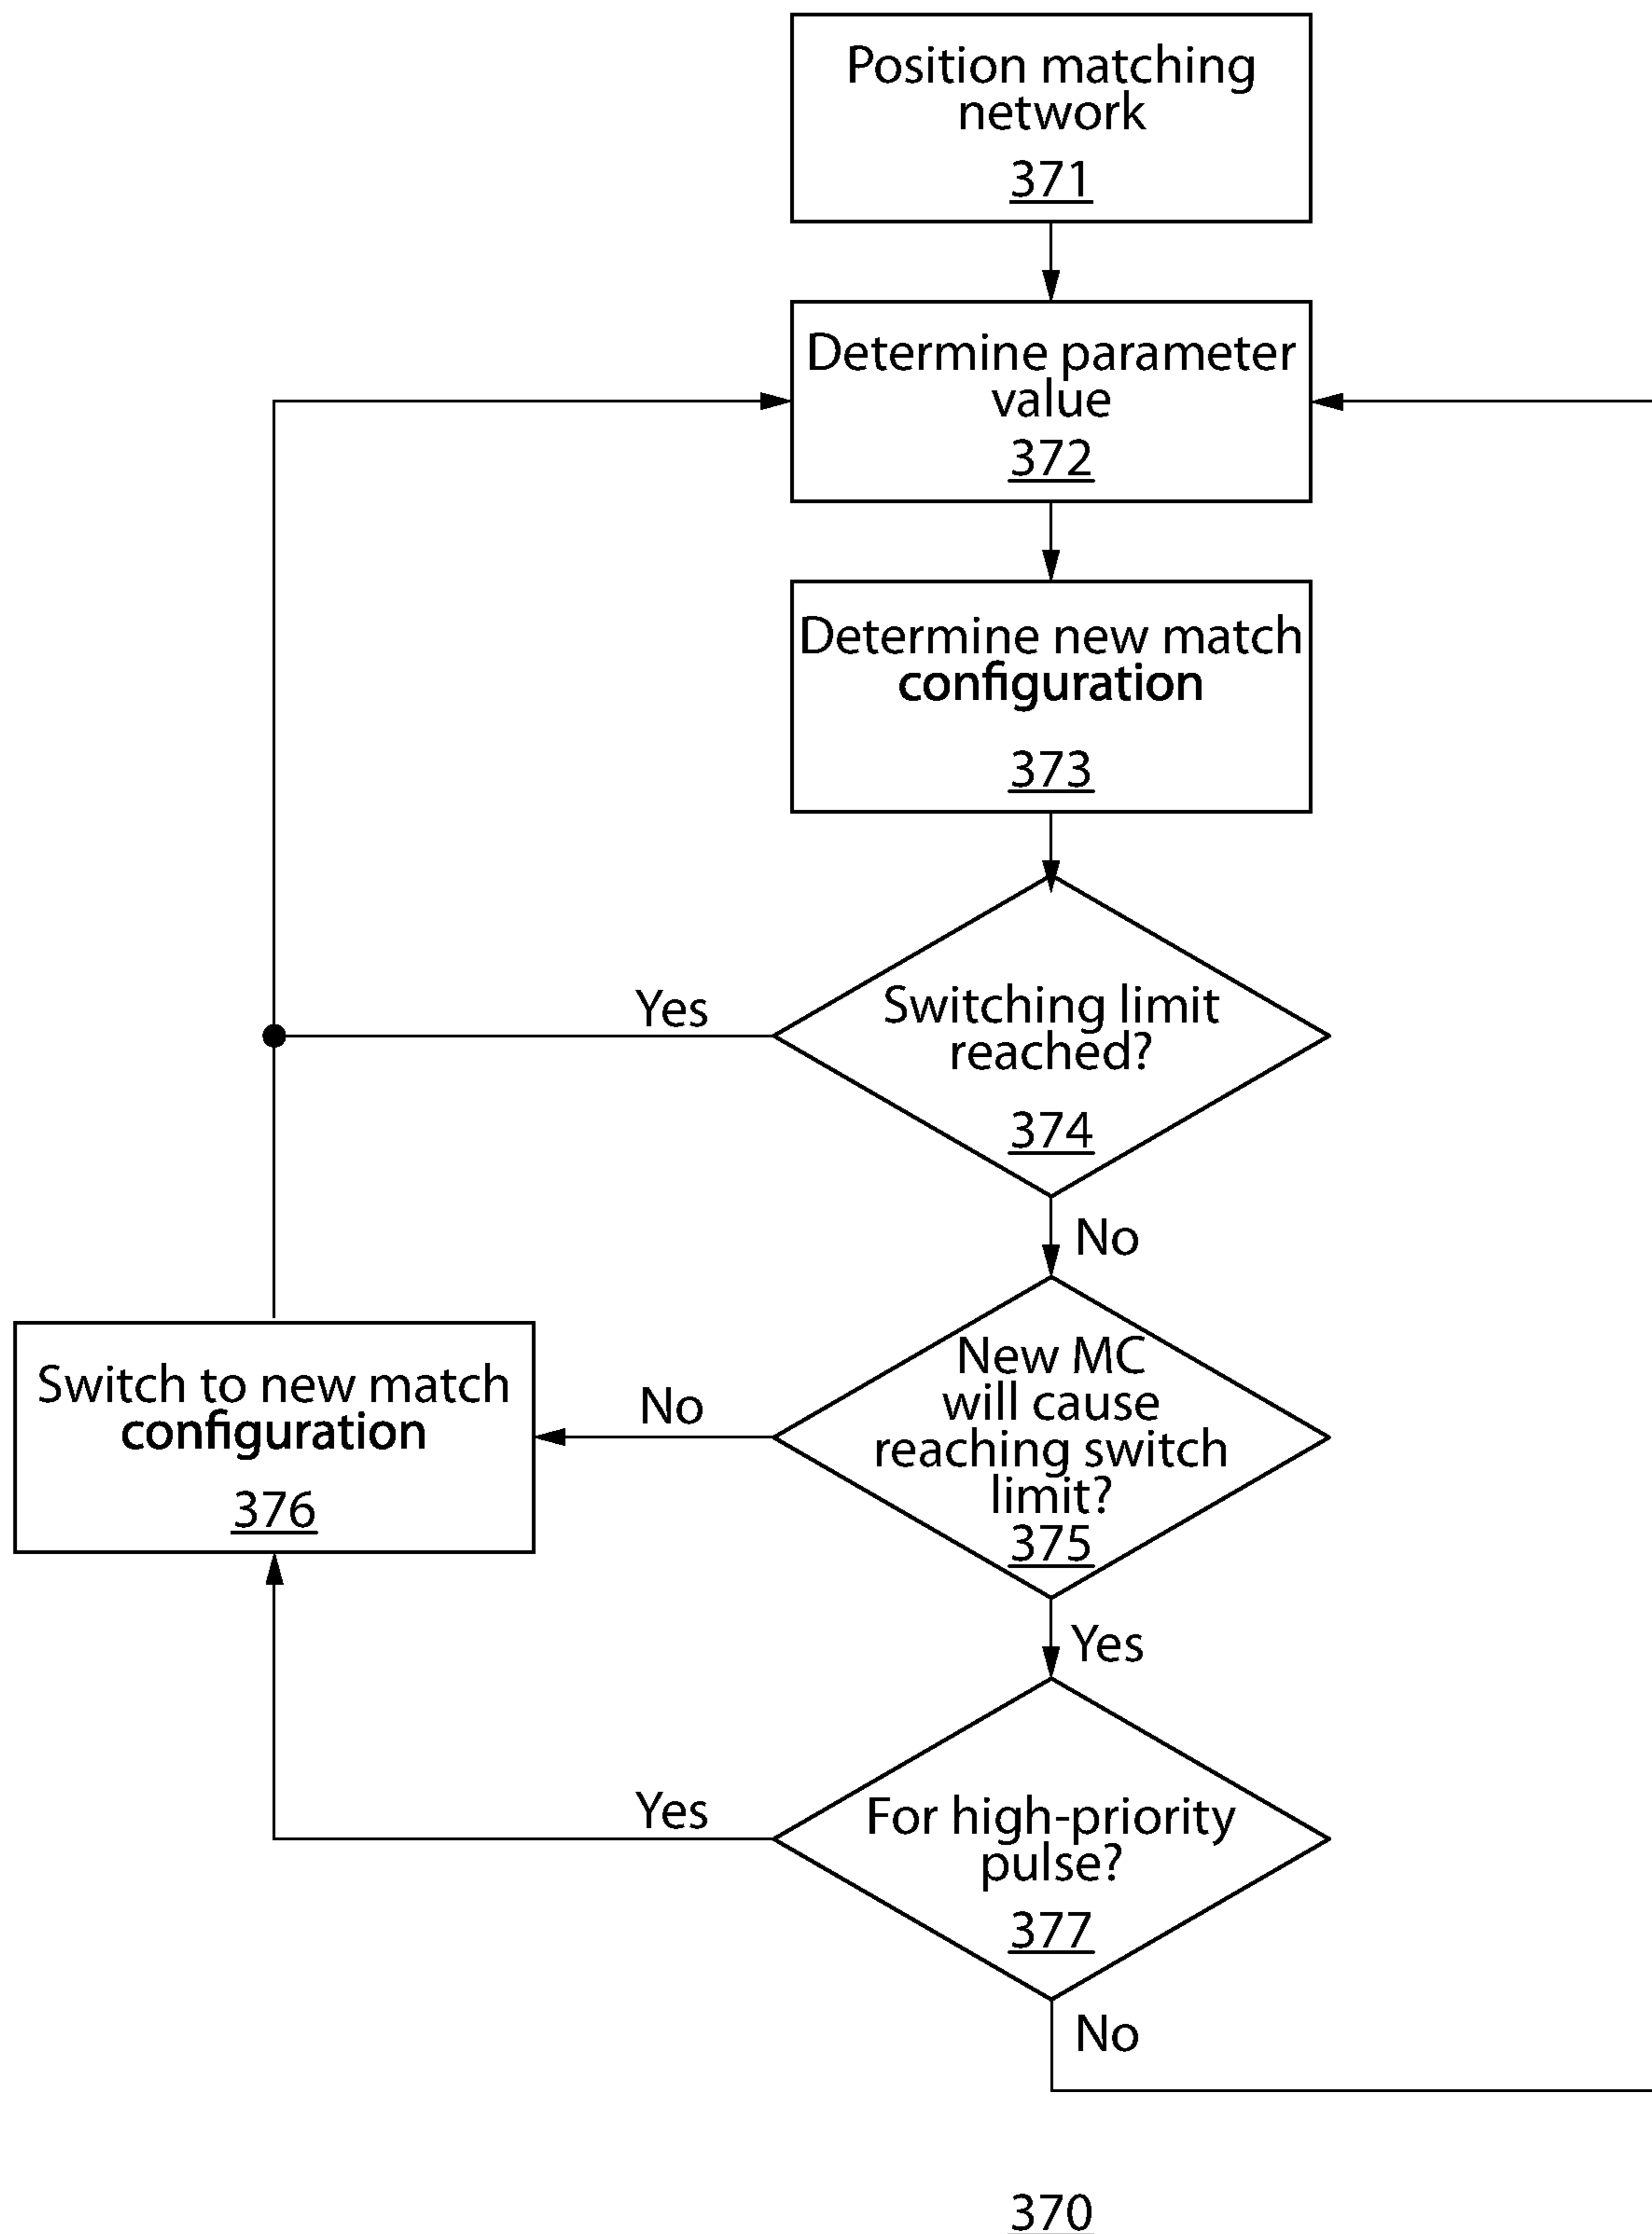 Position matching
network
371
Determine parameter
value
372
Determine new match
configuration
373
Switching limit
reached?
374
Yes
No
New MC
will cause
reaching switch
limit?
375
No
Switch to new match
configuration
376
Yes
For high-priority
pulse?
377
Yes
No
370